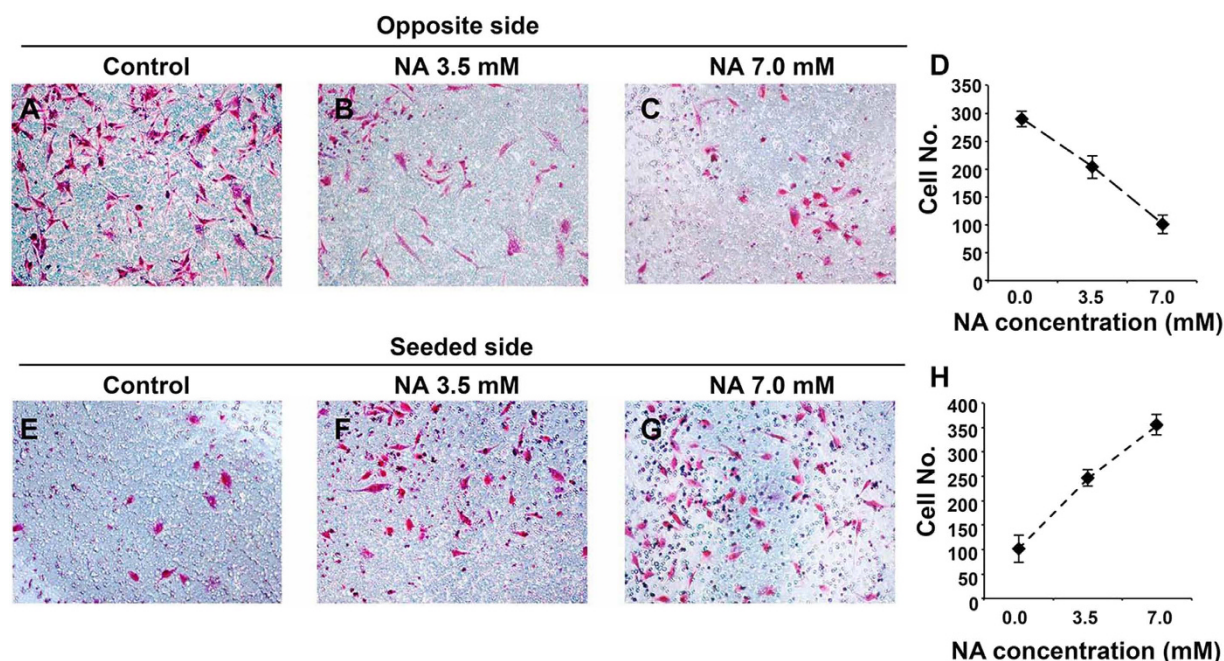 Opposite side
Control NA 3.5 mM NA 7.0 mM
A B C
D
350
300
250
200
150
100
50
0
Cell No.
0.0 3.5 7.0
NA concentration (mM)
Seeded side
Control NA 3.5 mM NA 7.0 mM
E F G
H
400
350
300
250
200
150
100
50
0
Cell No.
0.0 3.5 7.0
NA concentration (mM)